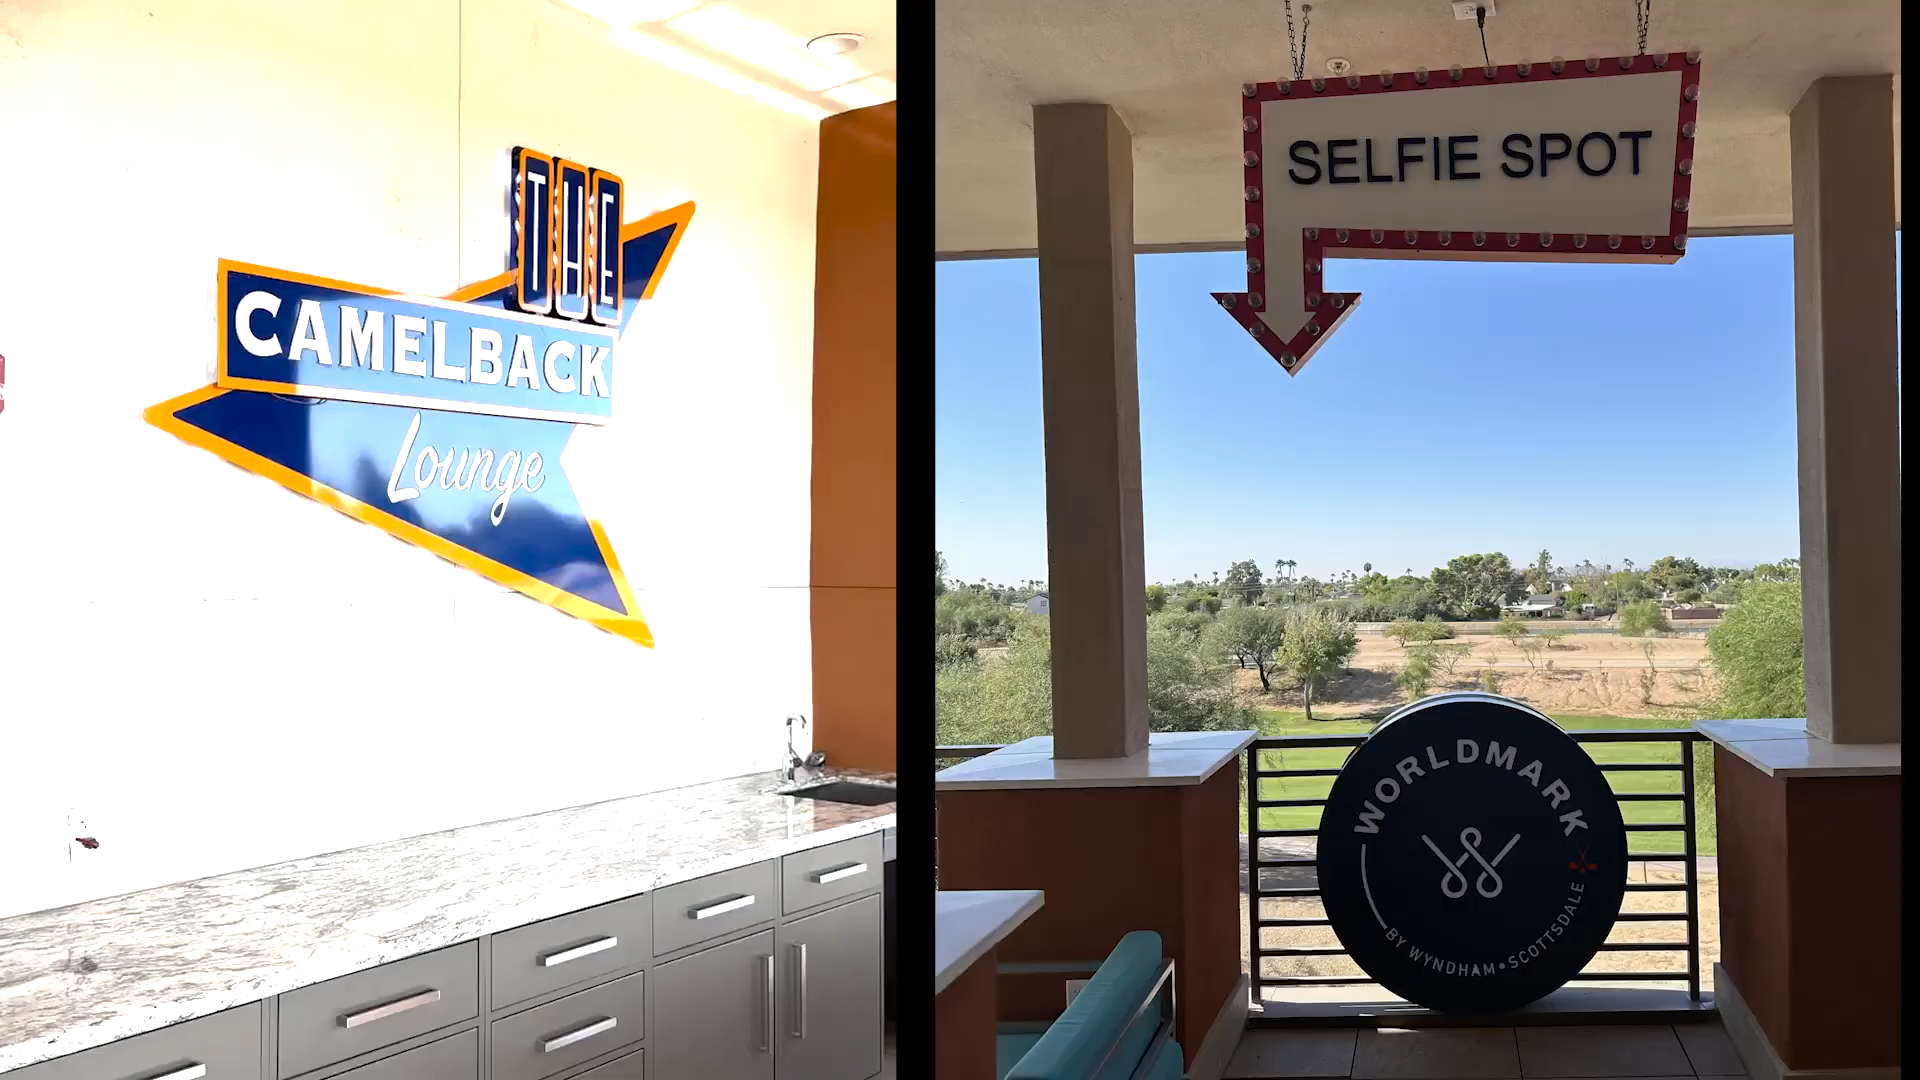 THE
CAMELBACK
Lounge
SELFIE SPOT
WORLDMARK
BY WYNDHAM • SCOTTSDALE